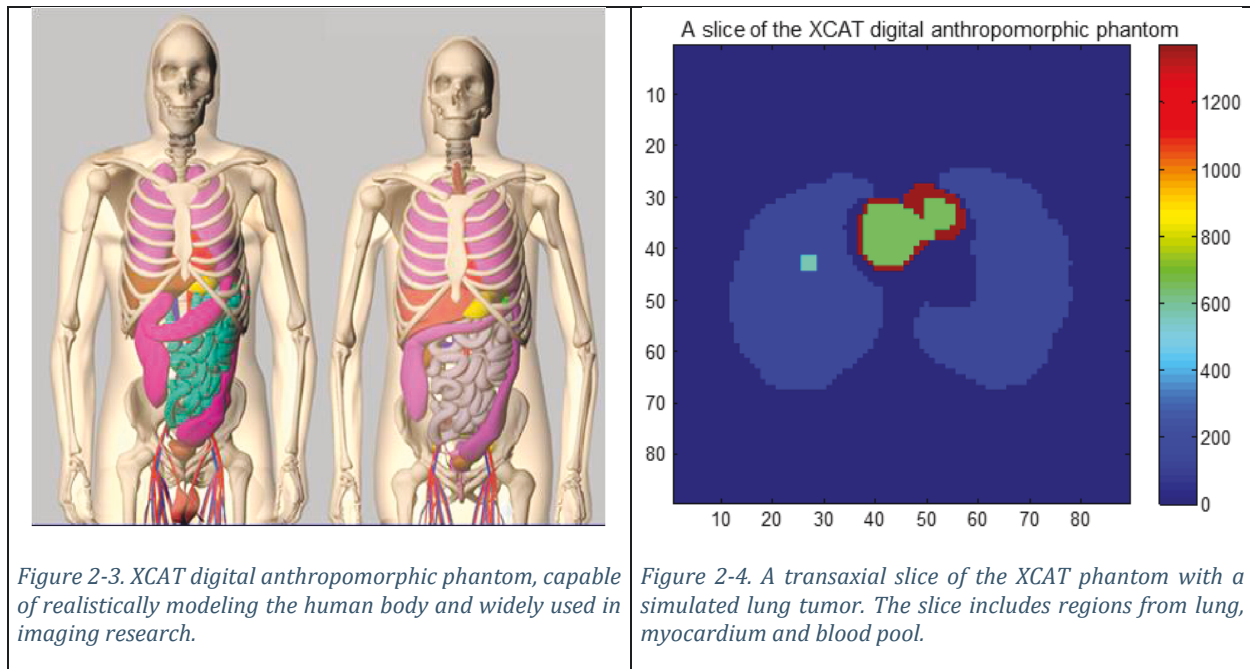 A slice of the XCAT digital anthropomorphic phantom
10
20
30
40
50
60
70
80
10 20 30 40 50 60 70 80
1200
1000
800
600
400
200
0
Figure 2-3. XCAT digital anthropomorphic phantom, capable
of realistically modeling the human body and widely used in
imaging research.
Figure 2-4. A transaxial slice of the XCAT phantom with a
simulated lung tumor. The slice includes regions from lung,
myocardium and blood pool.